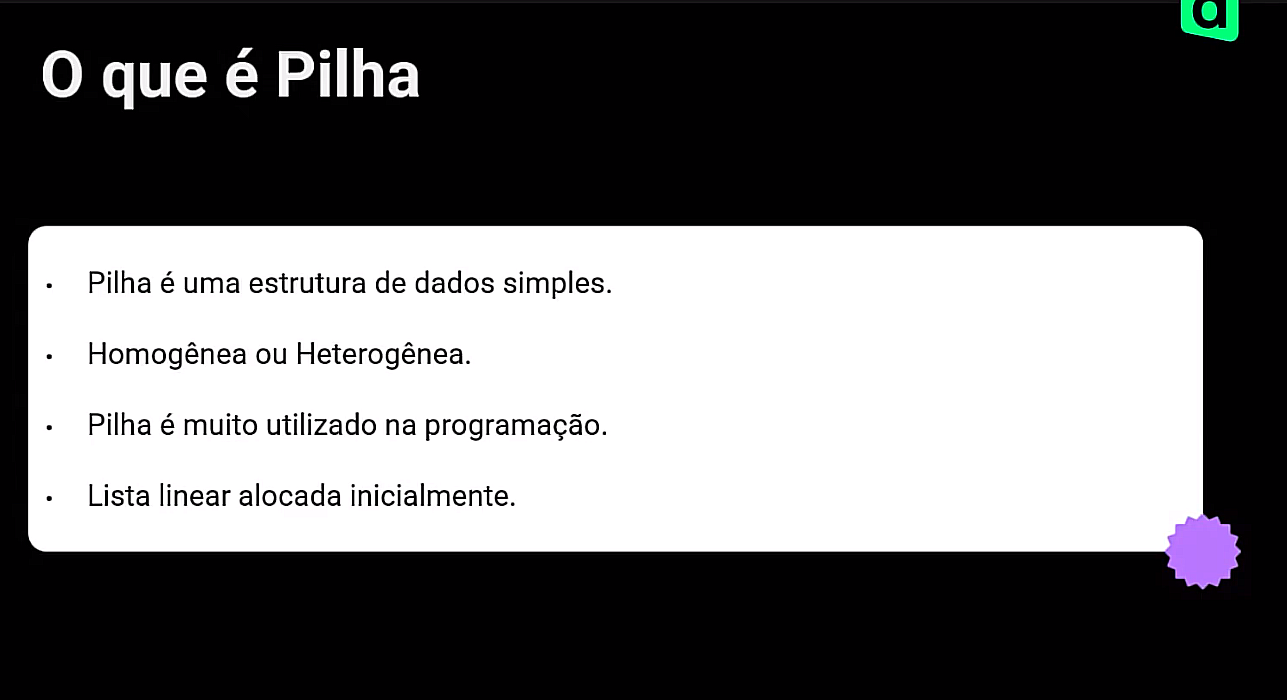 O que é Pilha
• Pilha é uma estrutura de dados simples.
• Homogênea ou Heterogênea.
• Pilha é muito utilizado na programação.
• Lista linear alocada inicialmente.